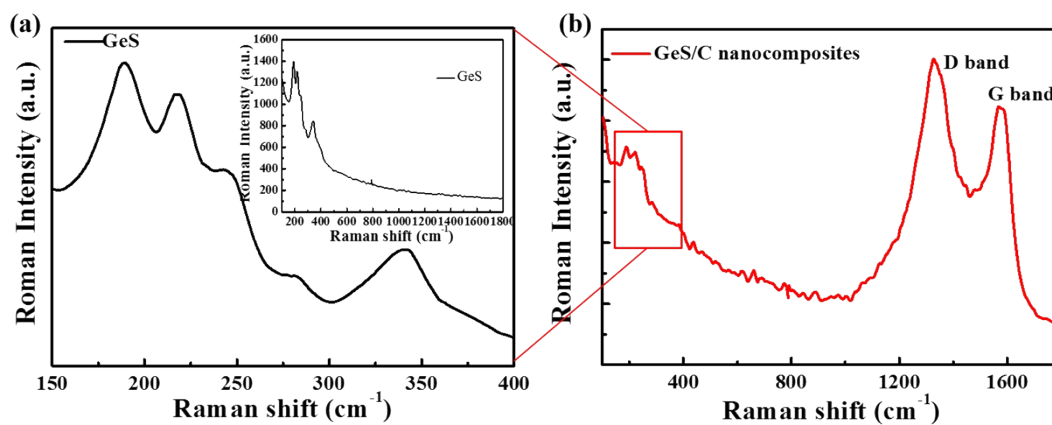 (a)
GeS
Roman Intensity (a.u.)
150 200 250 300 350 400
Raman shift (cm-1)
Roman Intensity (a.u.)
1600
1400
1200
1000
800
600
400
200
0
GeS
200 400 600 800 1000 1200 1400 1600 1800
Raman shift (cm-1)
(b)
GeS/C nanocomposites
D band
G band
Roman Intensity (a.u.)
400 800 1200 1600
Raman shift (cm-1)